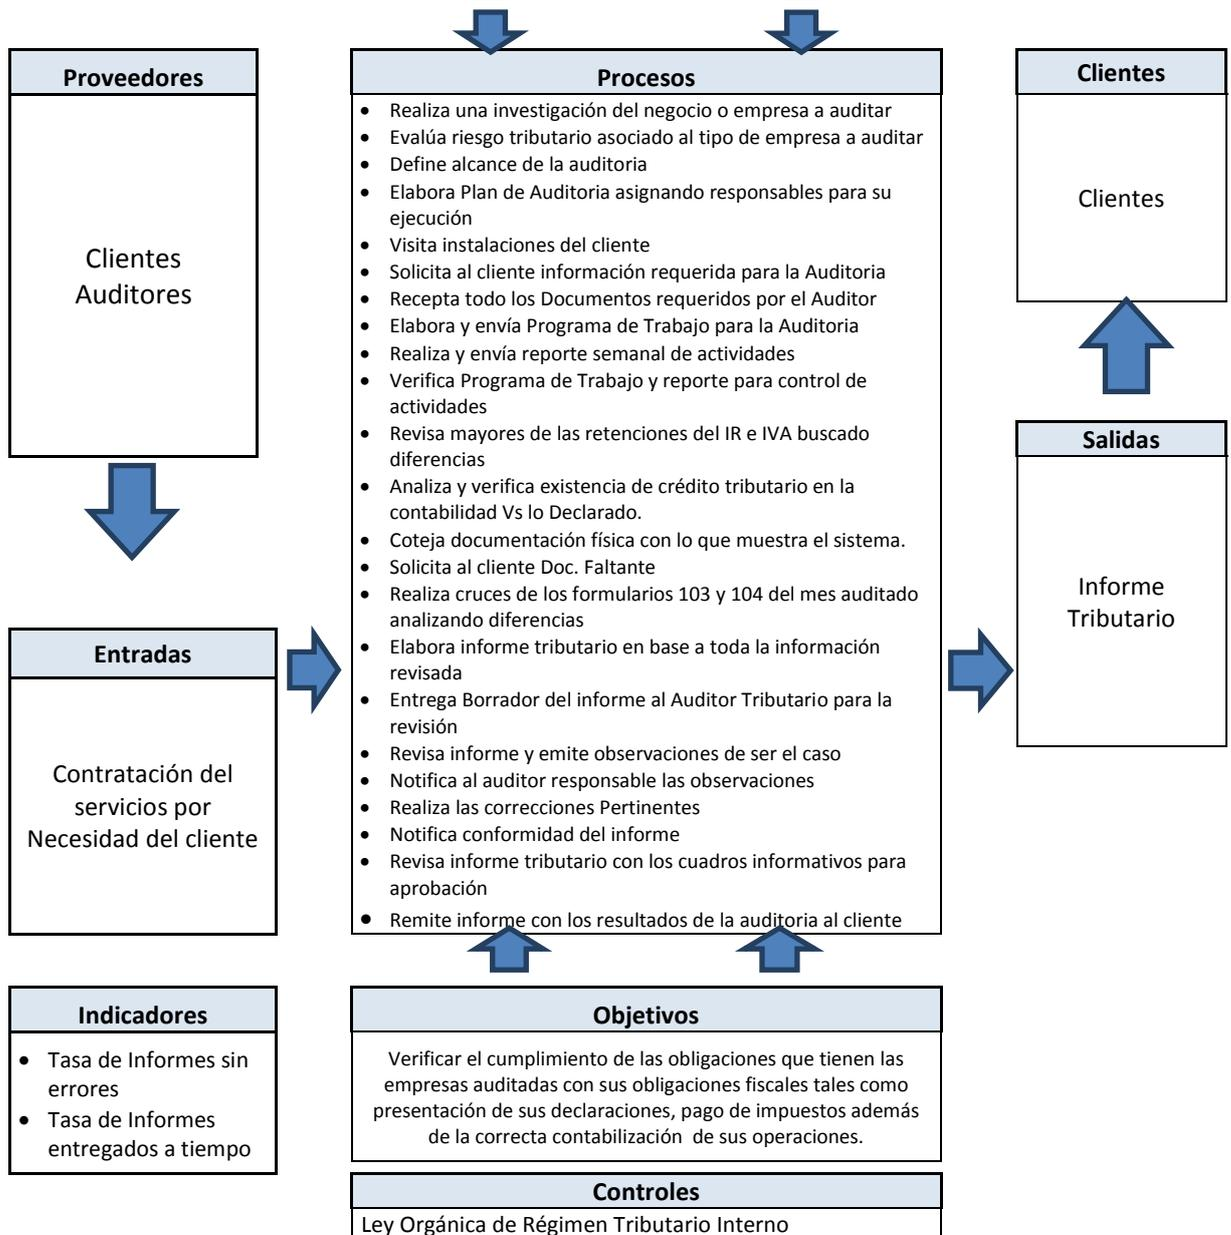 Proveedores
Clientes
Auditores
Entradas
Contratación del
servicios por
Necesidad del cliente
Indicadores
• Tasa de Informes sin
errores
• Tasa de Informes
entregados a tiempo
Procesos
• Realiza una investigación del negocio o empresa a auditar
• Evalúa riesgo tributario asociado al tipo de empresa a auditar
• Define alcance de la auditoria
• Elabora Plan de Auditoria asignando responsables para su
ejecución
• Visita instalaciones del cliente
• Solicita al cliente información requerida para la Auditoria
• Recepta todo los Documentos requeridos por el Auditor
• Elabora y envía Programa de Trabajo para la Auditoria
• Realiza y envía reporte semanal de actividades
• Verifica Programa de Trabajo y reporte para control de
actividades
• Revisa mayores de las retenciones del IR e IVA buscado
diferencias
• Analiza y verifica existencia de crédito tributario en la
contabilidad Vs lo Declarado.
• Coteja documentación física con lo que muestra el sistema.
• Solicita al cliente Doc. Faltante
• Realiza cruces de los formularios 103 y 104 del mes auditado
analizando diferencias
• Elabora informe tributario en base a toda la información
revisada
• Entrega Borrador del informe al Auditor Tributario para la
revisión
• Revisa informe y emite observaciones de ser el caso
• Notifica al auditor responsable las observaciones
• Realiza las correcciones Pertinentes
• Notifica conformidad del informe
• Revisa informe tributario con los cuadros informativos para
aprobación
• Remite informe con los resultados de la auditoria al cliente
Objetivos
Verificar el cumplimiento de las obligaciones que tienen las
empresas auditadas con sus obligaciones fiscales tales como
presentación de sus declaraciones, pago de impuestos además
de la correcta contabilización de sus operaciones.
Controles
Ley Orgánica de Régimen Tributario Interno
Clientes
Clientes
Salidas
Informe
Tributario